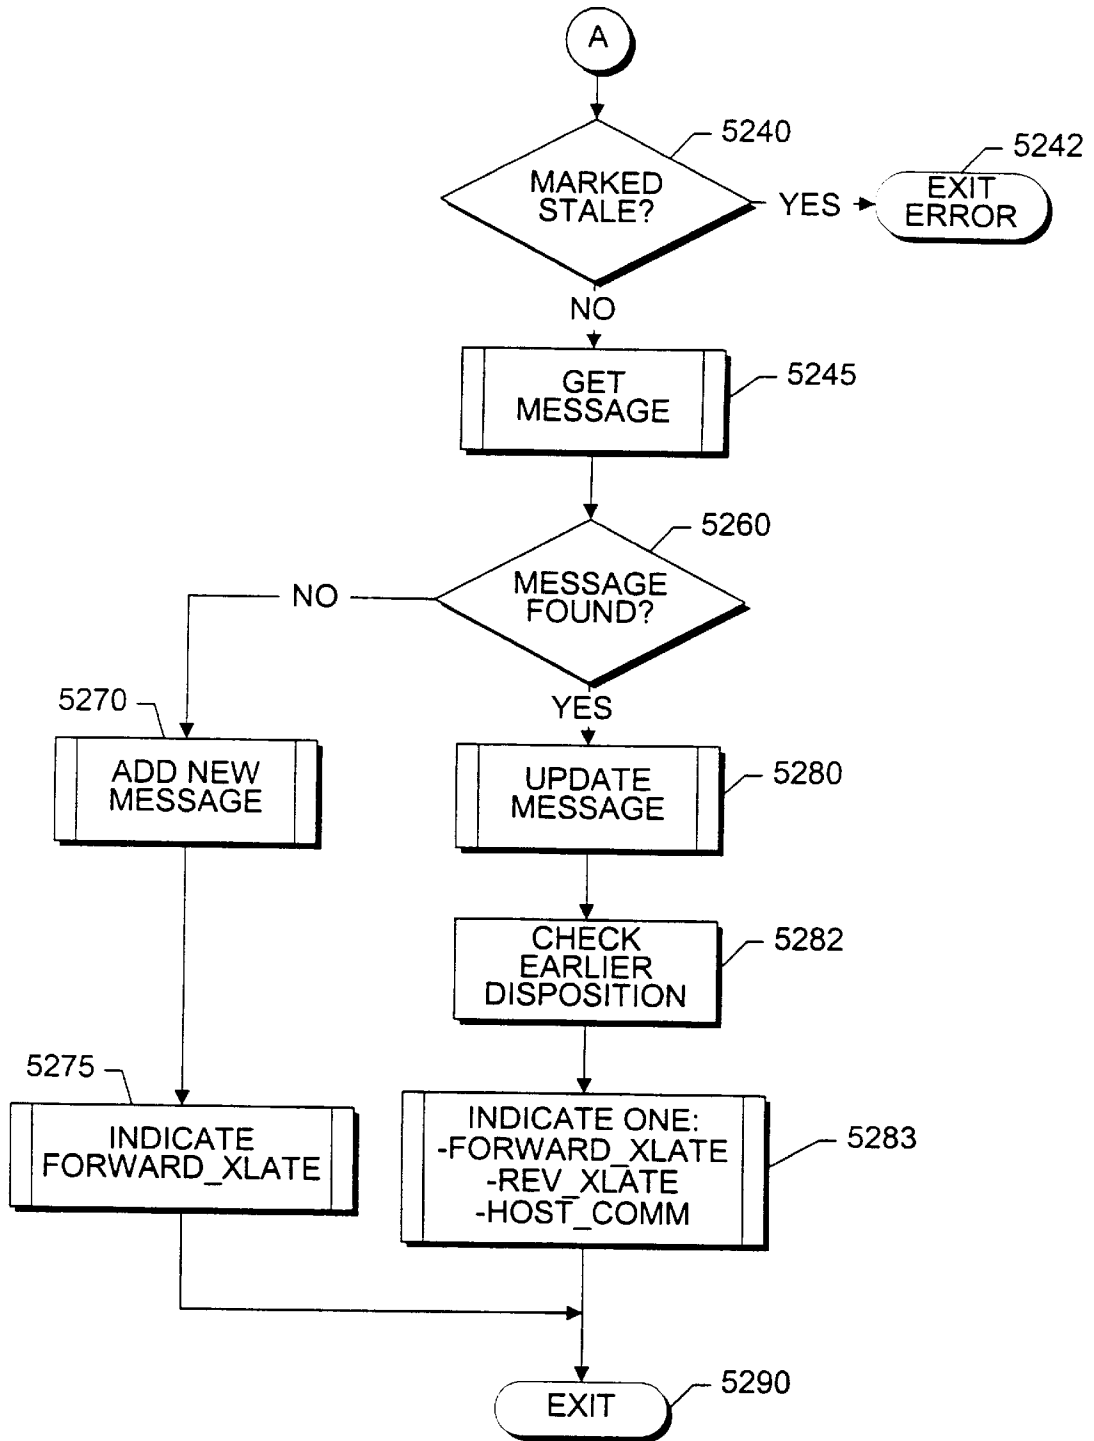 A
5240
MARKED
STALE?
YES
5242
EXIT
ERROR
NO
5245
GET
MESSAGE
5260
MESSAGE
FOUND?
NO
YES
5270
ADD NEW
MESSAGE
5280
UPDATE
MESSAGE
5282
CHECK
EARLIER
DISPOSITION
5275
INDICATE
FORWARD_XLATE
5283
INDICATE ONE:
-FORWARD_XLATE
-REV_XLATE
-HOST_COMM
5290
EXIT